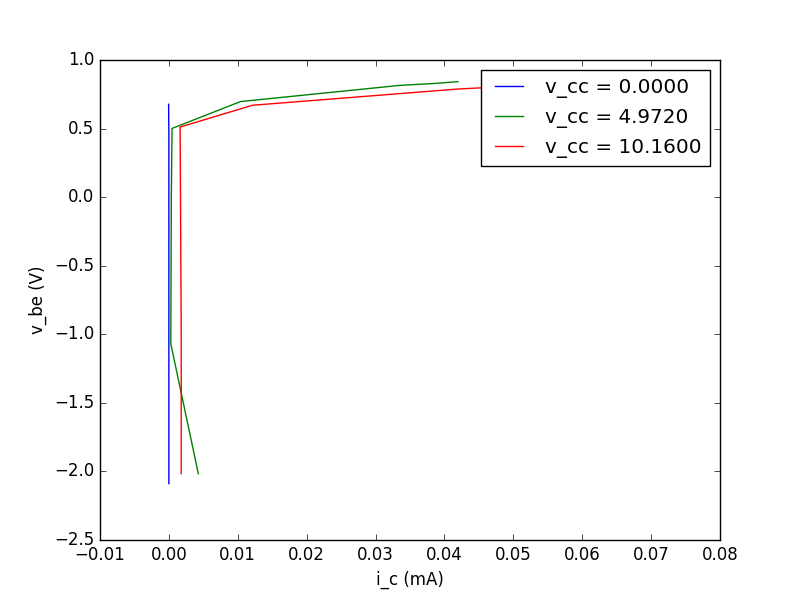 1.0
0.5
0.0
−0.5
−1.0
−1.5
−2.0
−2.5
v_be (V)
v_cc = 0.0000
v_cc = 4.9720
v_cc = 10.1600
−0.01 0.00 0.01 0.02 0.03 0.04 0.05 0.06 0.07 0.08
i_c (mA)